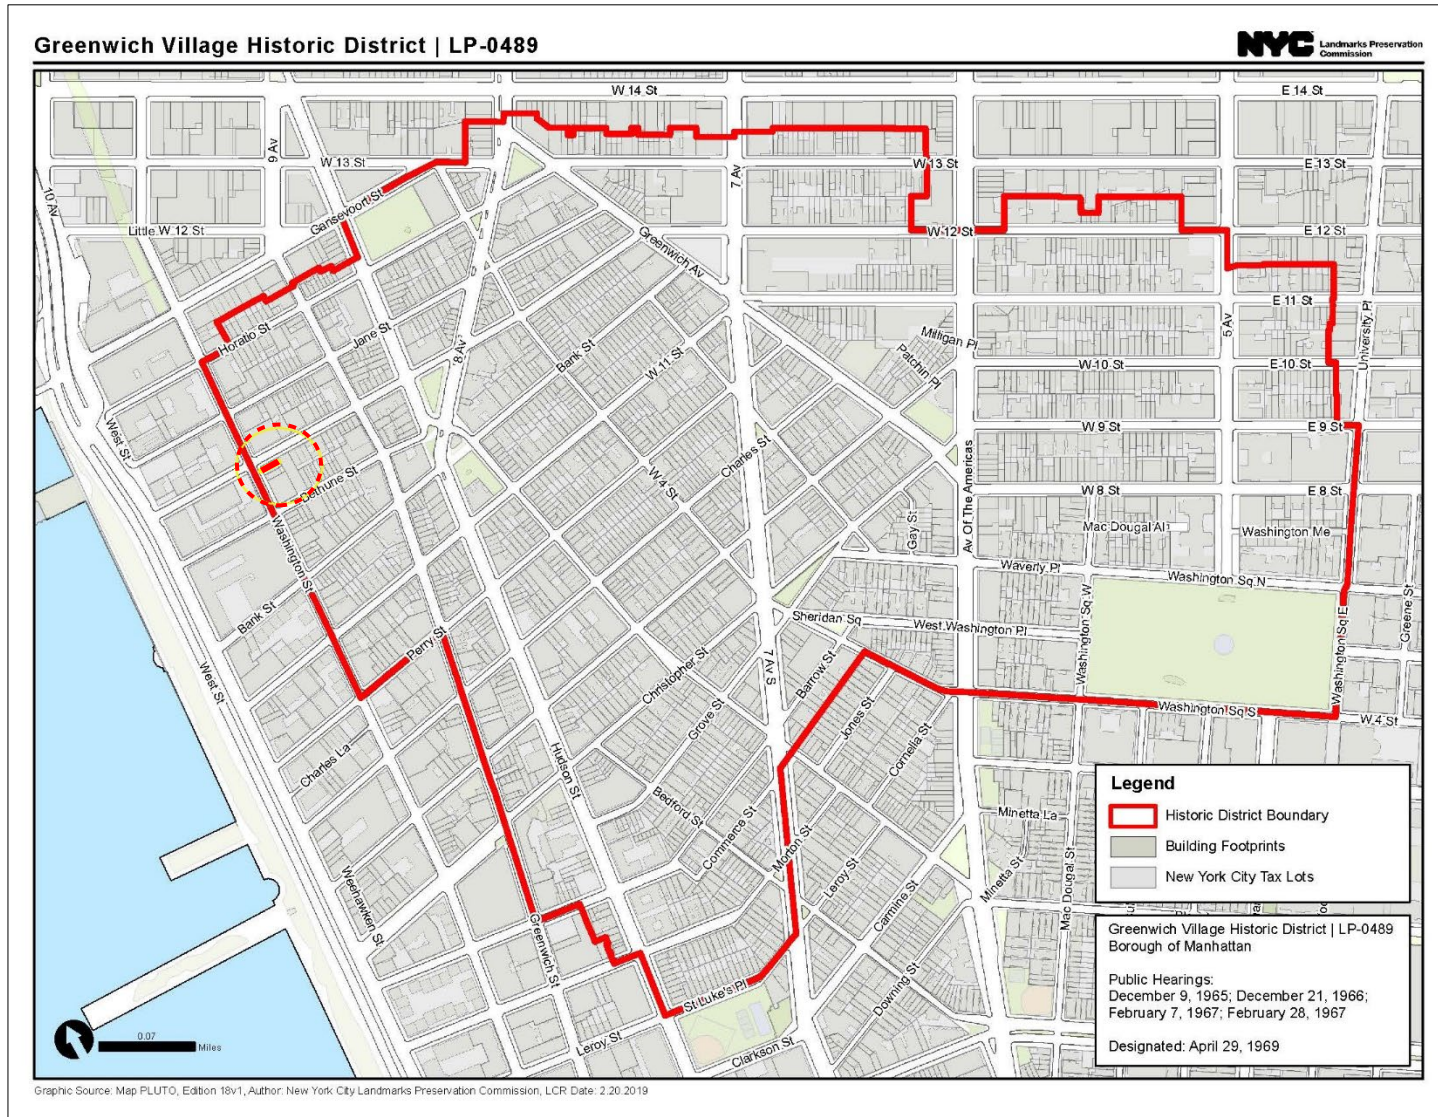 Greenwich Village Historic District | LP-0489
NYC Landmarks Preservation
Commission
W 14 St
E 14 St
9 Av
W 13 St
7 Av
W 13 St
E 13 St
10 Av
Gansevoort St
Little W 12 St
Greenwich Av
W 12 St
E 12 St
E 11 St
University Pl
5 Av
Horatio St
Jane St
8 Av
Bank St
W 11 St
Milligan Pl
Patchin Pl
W 10 St
E 10 St
West St
Charles St
W 9 St
E 9 St
Bethune St
W 4 St
Av Of The Americas
W 8 St
E 8 St
Gay St
Mac Dougal Al
Washington Me
Washington St
Waverly Pl
Washington Sq N
Washington Sq W
Washington Sq E
Greene St
Bank St
Perry St
Sheridan Sq
West Washington Pl
West St
Christopher St
7 Av S
Barrow St
Grove St
Jones St
Cornelia St
Washington Sq S
W 4 St
Charles La
Hudson St
Bedford St
Commerce St
Morton St
Leroy St
Minetta La
Minetta St
Mac Dougal St
Carmine St
Weehawken St
Greenwich St
St Luke's Pl
Downing St
Leroy St
Clarkson St
Legend
Historic District Boundary
Building Footprints
New York City Tax Lots
Greenwich Village Historic District | LP-0489
Borough of Manhattan
Public Hearings:
December 9, 1965; December 21, 1966;
February 7, 1967; February 28, 1967
Designated: April 29, 1969
0.07
Miles
Graphic Source: Map PLUTO, Edition 18v1, Author: New York City Landmarks Preservation Commission, LCR Date: 2.20.2019